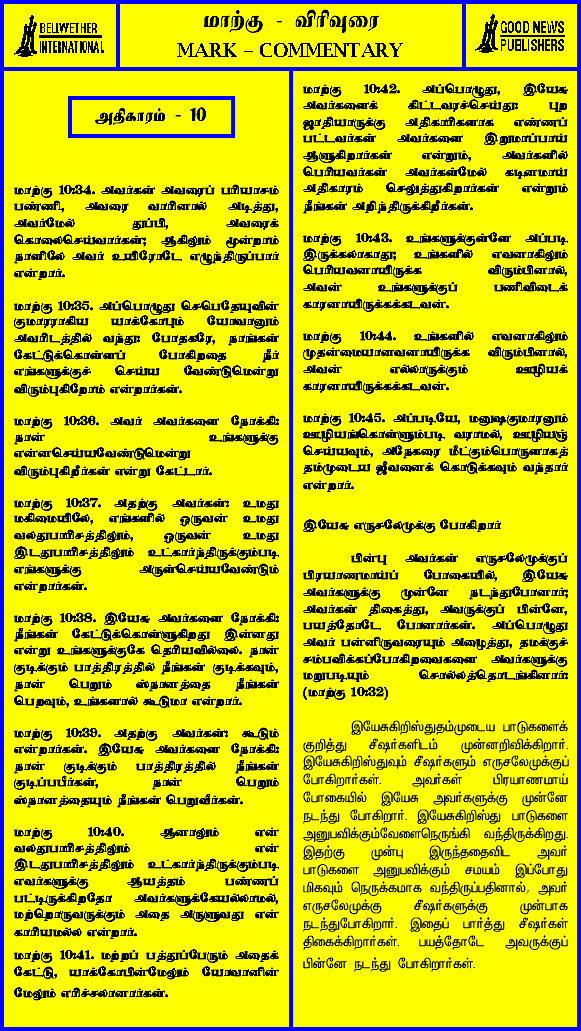 BELWETHER
INTERNATIONAL
மாற்கு - விரிவுரை
MARK – COMMENTARY
GOOD NEWS
PUBLISHERS
அதிகாரம் - 10
மாற்கு 10:34. அவர்கள் அவரைப் பரியாசம்
பண்ணி, அவரை வாரினால் அடித்து,
அவர்மேல் துப்பி, அவரைக்
கொலைசெய்வார்கள்; ஆகிலும் மூன்றாம்
நாளிலே அவர் உயிரோடே எழுந்திருப்பார்
என்றார்.
மாற்கு 10:35. அப்பொழுது செபெதேயுவின்
குமாரராகிய யாக்கோபும் யோவானும்
அவரிடத்தில் வந்து: போதகரே, நாங்கள்
கேட்டுக்கொள்ளப் போகிறதை நீர்
எங்களுக்குச் செய்ய வேண்டுமென்று
விரும்புகிறோம் என்றார்கள்.
மாற்கு 10:36. அவர் அவர்களை நோக்கி:
நான் உங்களுக்கு
என்னசெய்யவேண்டுமென்று
விரும்புகிறீர்கள் என்று கேட்டார்.
மாற்கு 10:37. அதற்கு அவர்கள்: உமது
மகிமையிலே, எங்களில் ஒருவன் உமது
வலதுபாரிசத்திலும், ஒருவன் உமது
இடதுபாரிசத்திலும் உட்கார்ந்திருக்கும்படி
எங்களுக்கு அருள்செய்யவேண்டும்
என்றார்கள்.
மாற்கு 10:38. இயேசு அவர்களை நோக்கி:
நீங்கள் கேட்டுக்கொள்ளுகிறது இன்னது
என்று உங்களுக்கே தெரியவில்லை. நான்
குடிக்கும் பாத்திரத்தில் நீங்கள் குடிக்கவும்,
நான் பெறும் ஸ்நானத்தை நீங்கள்
பெறவும், உங்களால் கூடுமா என்றார்.
மாற்கு 10:39. அதற்கு அவர்கள்: கூடும்
என்றார்கள். இயேசு அவர்களை நோக்கி:
நான் குடிக்கும் பாத்திரத்தில் நீங்கள்
குடிப்பபீர்கள், நான் பெறும்
ஸ்நானத்தையும் நீங்கள் பெறுவீர்கள்.
மாற்கு 10:40. ஆனாலும் என்
வலதுபாரிசத்திலும் என்
இடதுபாரிசத்திலும் உட்கார்ந்திருக்கும்படி
எவர்களுக்கு ஆயத்தம் பண்ணப்
பட்டிருக்கிறதோ அவர்களுக்கேயல்லாமல்,
மற்றொருவருக்கும் அதை அருளுவது என்
காரியமல்ல என்றார்.
மாற்கு 10:41. மற்றப் பத்துப்பேரும் அதைக்
கேட்டு, யாக்கோபின்மேலும் யோவானின்
மேலும் எரிச்சலானார்கள்.
மாற்கு 10:42. அப்பொழுது, இயேசு
அவர்களைக் கிட்டவரச்செய்து: புற
ஜாதியாருக்கு அதிகாரிகளாக எண்ணப்
பட்டவர்கள் அவர்களை இறுமாப்பாய்
ஆளுகிறார்கள் என்றும், அவர்களில்
பெரியவர்கள் அவர்கள்மேல் கடினமாய்
அதிகாரம் செலுத்துகிறார்கள் என்றும்
நீங்கள் அறிந்திருக்கிறீர்கள்.
மாற்கு 10:43. உங்களுக்குள்ளே அப்படி
இருக்கலாகாது; உங்களில் எவனாகிலும்
பெரியவனாயிருக்க விரும்பினால்,
அவன் உங்களுக்குப் பணிவிடைக்
காரனாயிருக்கக்கடவன்.
மாற்கு 10:44. உங்களில் எவனாகிலும்
முதன்மையானவனாயிருக்க விரும்பினால்,
அவன் எல்லாருக்கும் ஊழியக்
காரனாயிருக்கக்கடவன்.
மாற்கு 10:45. அப்படியே, மனுஷகுமாரனும்
ஊழியங்கொள்ளும்படி வராமல், ஊழியஞ்
செய்யவும், அநேகரை மீட்கும்பொருளாகத்
தம்முடைய ஜீவனைக் கொடுக்கவும் வந்தார்
என்றார்.
இயேசு எருசலேமுக்கு போகிறார்
பின்பு அவர்கள் எருசலேமுக்குப்
பிரயாணமாய்ப் போகையில், இயேசு
அவர்களுக்கு முன்னே நடந்துபோனார்;
அவர்கள் திகைத்து, அவருக்குப் பின்னே,
பயத்தோடே போனார்கள். அப்பொழுது
அவர் பன்னிருவரையும் அழைத்து, தமக்குச்
சம்பவிக்கப்போகிறவைகளை அவர்களுக்கு
மறுபடியும் சொல்லத்தொடங்கினார்:
(மாற்கு 10:32)
இயேசுகிறிஸ்துதம்முடைய பாடுகளைக்
குறித்து சீஷர்களிடம் முன்னறிவிக்கிறார்.
இயேசுகிறிஸ்துவும் சீஷர்களும் எருசலேமுக்குப்
போகிறார்கள். அவர்கள் பிரயாணமாய்
போகையில் இயேசு அவர்களுக்கு முன்னே
நடந்து போகிறார். இயேசுகிறிஸ்து பாடுகளை
அனுபவிக்கும்வேளைநெருங்கி வந்திருக்கிறது.
இதற்கு முன்பு இருந்ததைவிட அவர்
பாடுகளை அனுபவிக்கும் சமயம் இப்போது
மிகவும் நெருக்கமாக வந்திருப்பதினால், அவர்
எருசலேமுக்கு சீஷர்களுக்கு முன்பாக
நடந்துபோகிறார். இதைப் பார்த்து சீஷர்கள்
திகைக்கிறார்கள். பயத்தோடே அவருக்குப்
பின்னே நடந்து போகிறார்கள்.